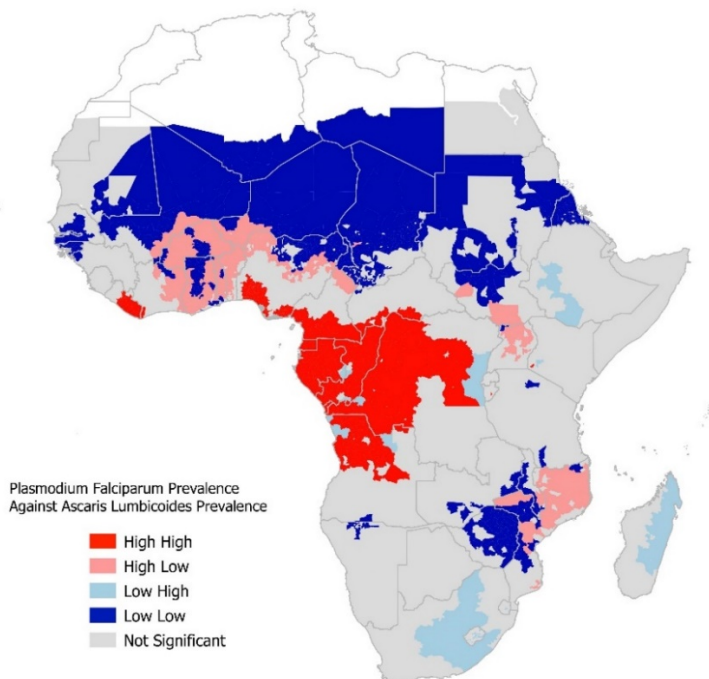 Plasmodium Falciparum Prevalence
Against Ascaris Lumbicoides Prevalence
High High
High Low
Low High
Low Low
Not Significant